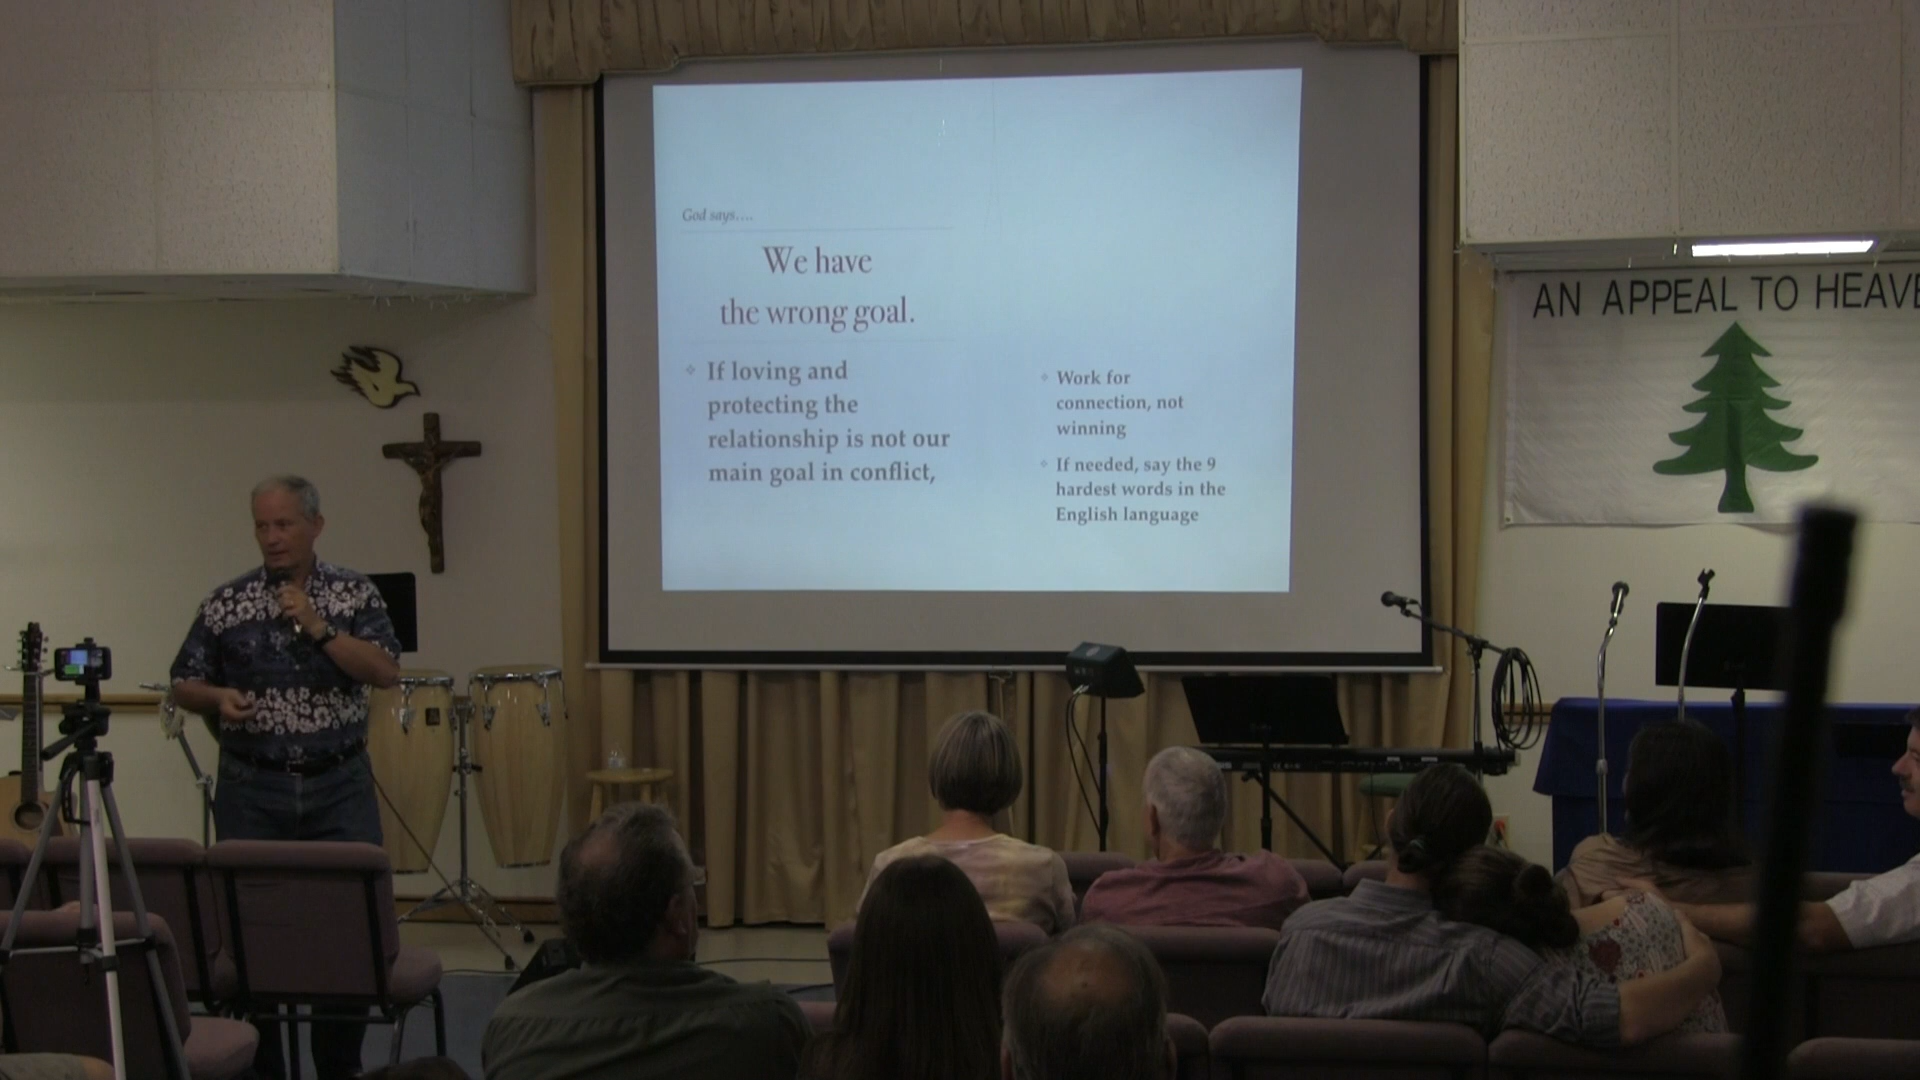 God says....
We have
the wrong goal.
If loving and
protecting the
relationship is not our
main goal in conflict,
Work for
connection, not
winning
If needed, say the 9
hardest words in the
English language
AN APPEAL TO HEAVE